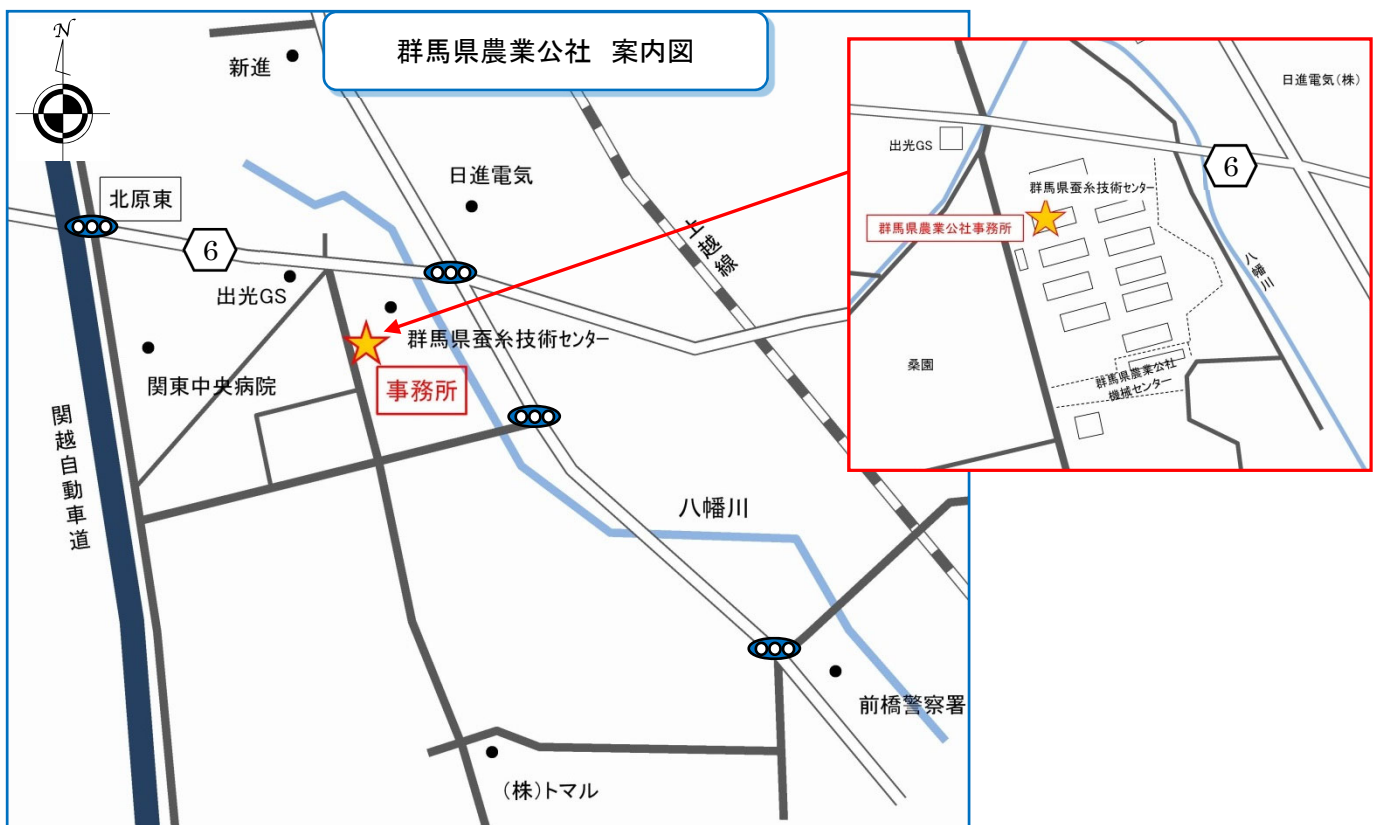 群馬県農業公社 案内図
N
新進
日進電気
北原東
6
上越線
出光GS
群馬県蚕糸技術センター
事務所
関東中央病院
関越自動車道
八幡川
前橋警察署
(株)トマル
日進電気(株)
出光GS
6
群馬県蚕糸技術センター
群馬県農業公社事務所
八幡川
桑園
群馬県農業公社
機械センター